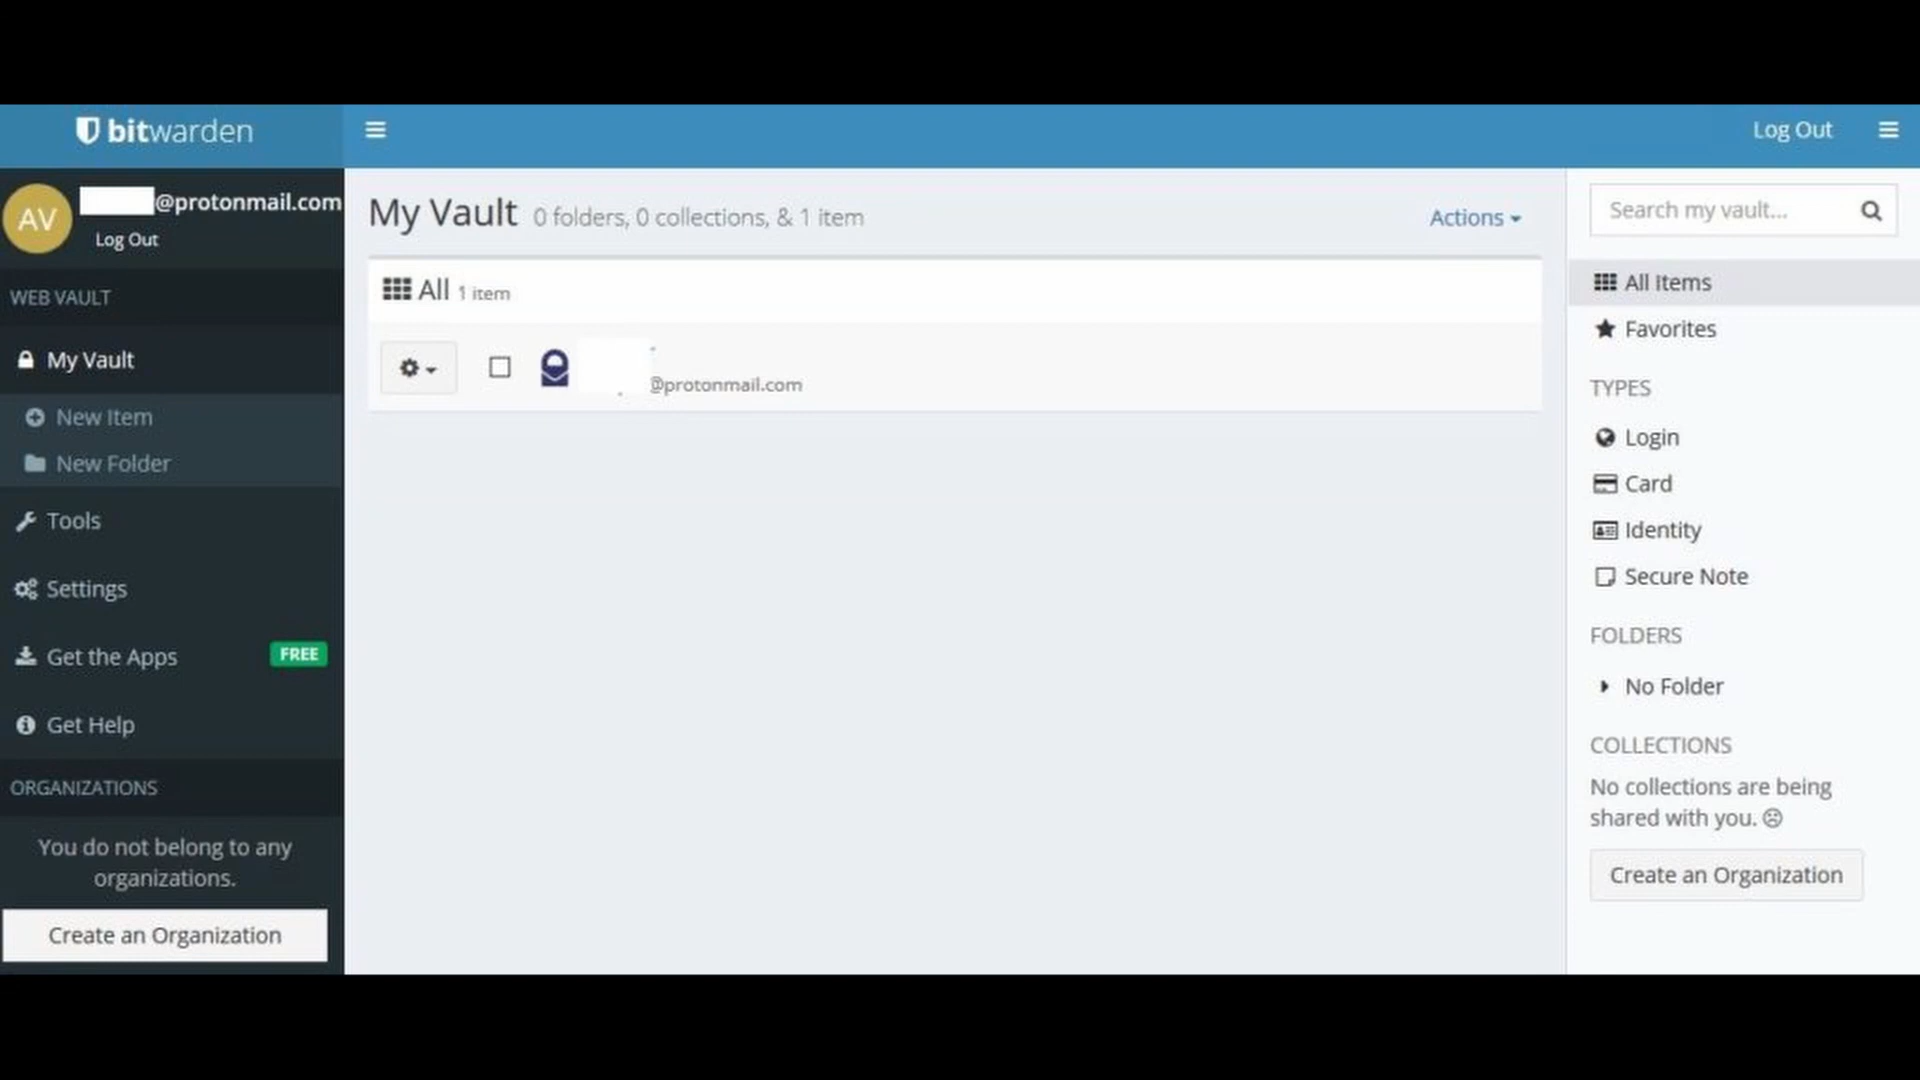 bitwarden
Log Out
AV
@protonmail.com
Log Out
WEB VAULT
My Vault
New Item
New Folder
Tools
Settings
Get the Apps FREE
Get Help
ORGANIZATIONS
You do not belong to any
organizations.
Create an Organization
My Vault 0 folders, 0 collections, & 1 item
Actions
All 1 item
@protonmail.com
Search my vault...
All Items
Favorites
TYPES
Login
Card
Identity
Secure Note
FOLDERS
No Folder
COLLECTIONS
No collections are being
shared with you.
Create an Organization